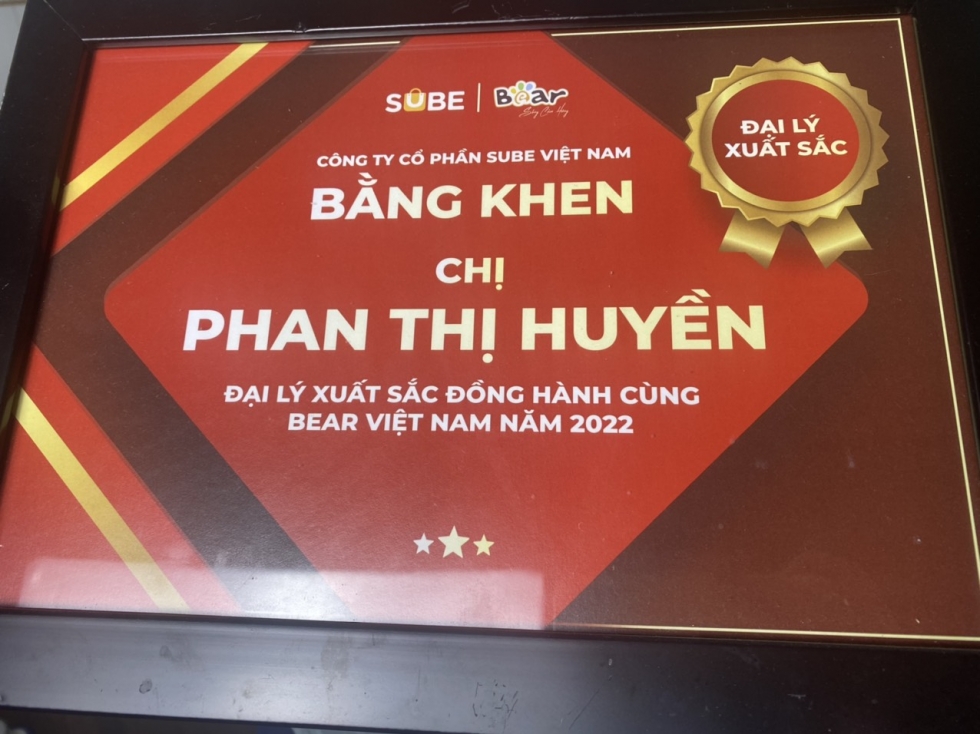 SUBE | Bear
CÔNG TY CỔ PHẦN SUBE VIỆT NAM
BẰNG KHEN
CHỊ
PHAN THỊ HUYỀN
ĐẠI LÝ XUẤT SẮC ĐỒNG HÀNH CÙNG
BEAR VIỆT NAM NĂM 2022
ĐẠI LÝ
XUẤT SẮC